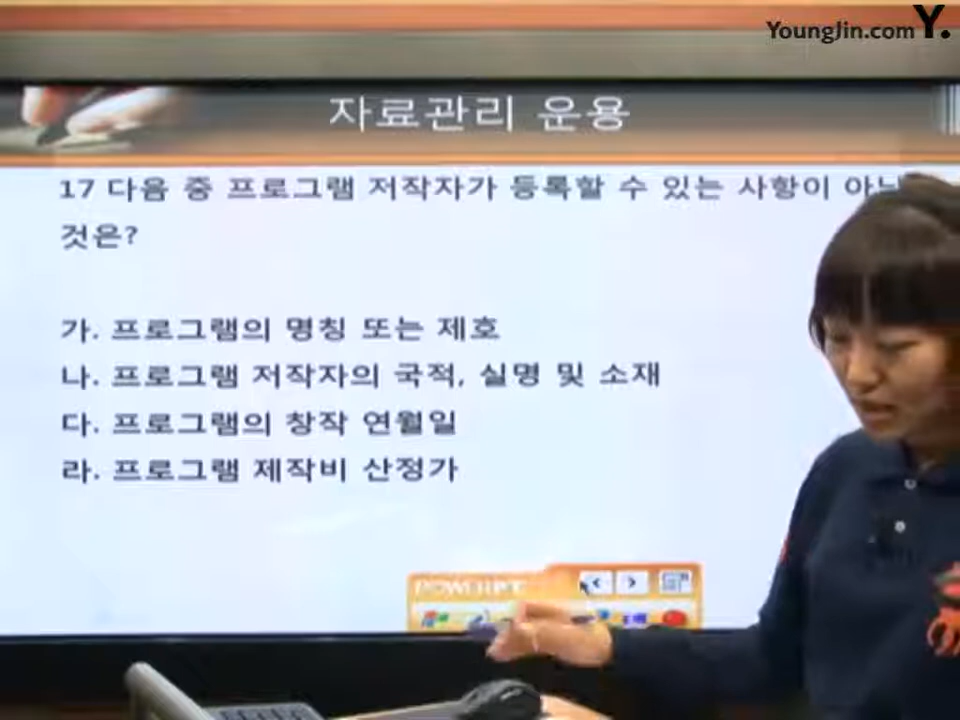 YoungJin.com Y.
자료관리 운용
17 다음 중 프로그램 저작자가 등록할 수 있는 사항이
것은?
가. 프로그램의 명칭 또는 제호
나. 프로그램 저작자의 국적, 실명 및 소재
다. 프로그램의 창작 연월일
라. 프로그램 제작비 산정가